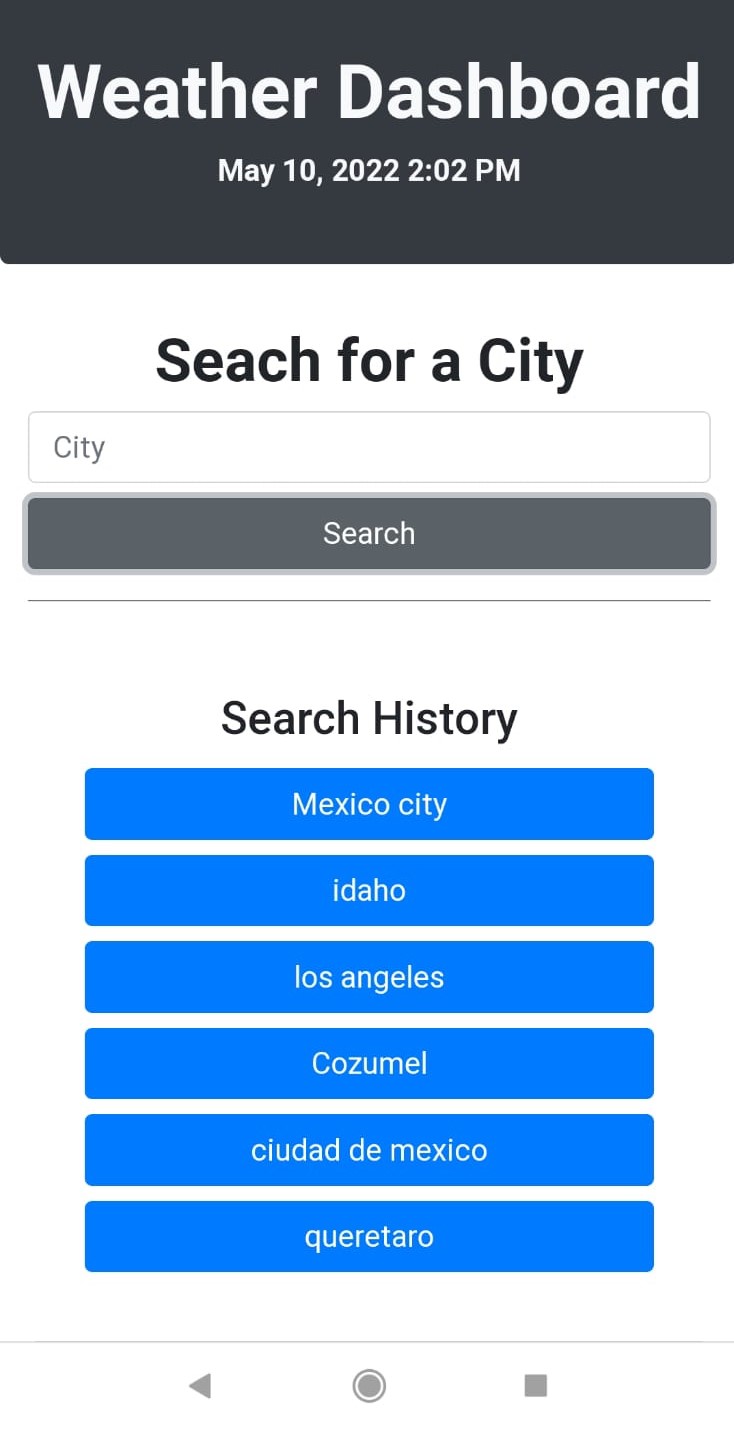 Weather Dashboard
May 10, 2022 2:02 PM
Seach for a City
City
Search
Search History
Mexico city
idaho
los angeles
Cozumel
ciudad de mexico
queretaro